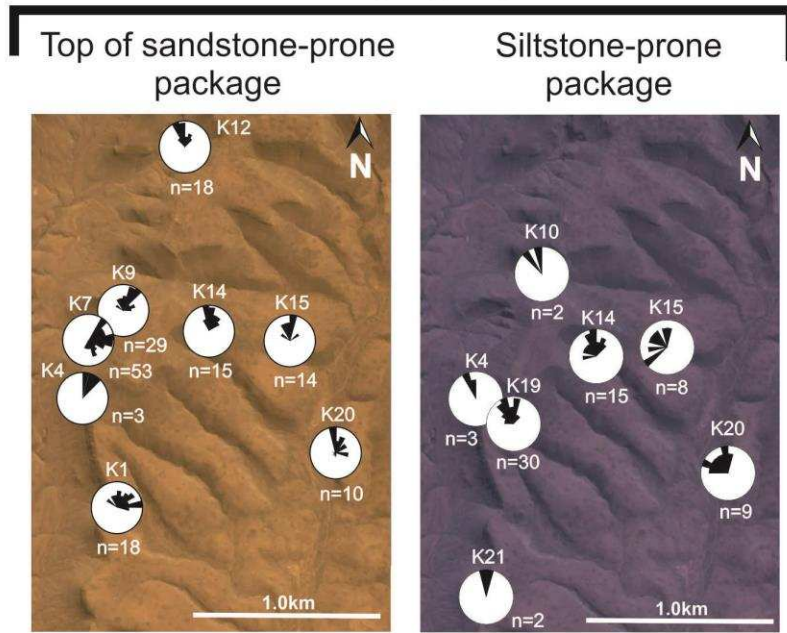 Top of sandstone-prone
package
K12
N
n=18
K9
K7
K14
K15
n=29
n=15
n=14
n=53
K4
n=3
K20
n=10
K1
n=18
1.0km
Siltstone-prone
package
N
K10
n=2
K14
K15
n=15
n=8
K4
K19
n=3
n=30
K20
n=9
K21
n=2
1.0km